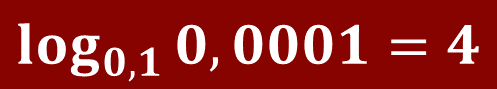 log₀,₁ 0, 0001 = 4